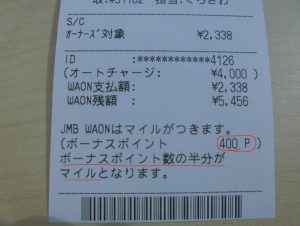 S/C
ｵｰﾅｰｽﾞ対象 ¥2,338
ID :************4126
(オートチャージ: ¥4,000 )
WAON支払額: ¥2,338
WAON残額: ¥5,456
JMB WAONはマイルがつきます。
(ボーナスポイント 400 P )
ボーナスポイント数の半分が
マイルとなります。